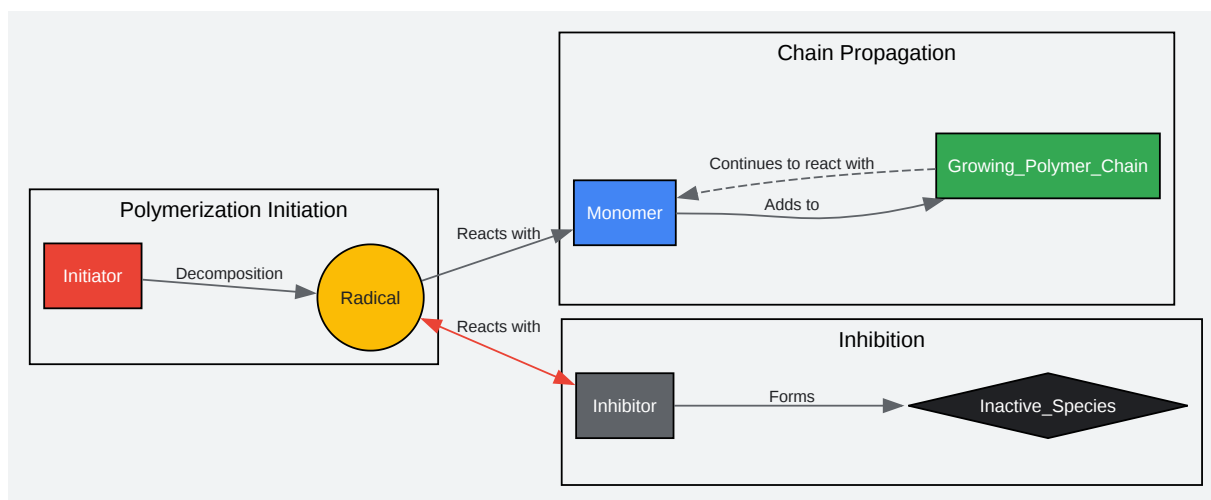 Polymerization Initiation
Initiator
Decomposition
Radical
Reacts with
Reacts with
Chain Propagation
Monomer
Continues to react with
Adds to
Growing_Polymer_Chain
Inhibition
Inhibitor
Forms
Inactive_Species